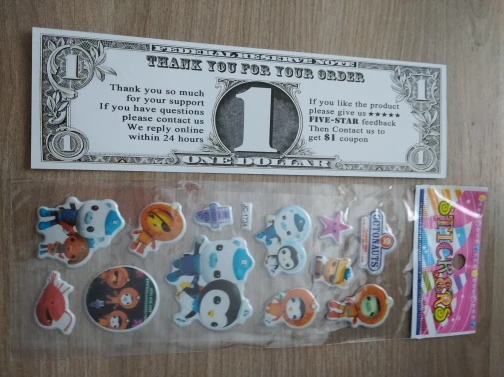 FEDERAL RESERVE NOTE
THANK YOU FOR YOUR ORDER
1
1
Thank you so much
for your support
If you have questions
please contact us
We reply online
within 24 hours
1
If you like the product
please give us ★★★★★
FIVE-STAR feedback
Then Contact us to
get $1 coupon
1
1
ONE DOLLAR
OCTONAUTS
STICKERS